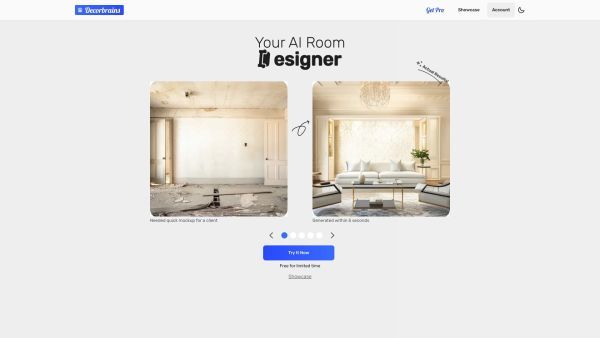 Decorbrains
Get Pro
Showcase
Account
Your AI Room
Designer
Actual Results
Needed quick mockup for a client
Generated within 8 seconds
Try It Now
Free for limited time
Showcase